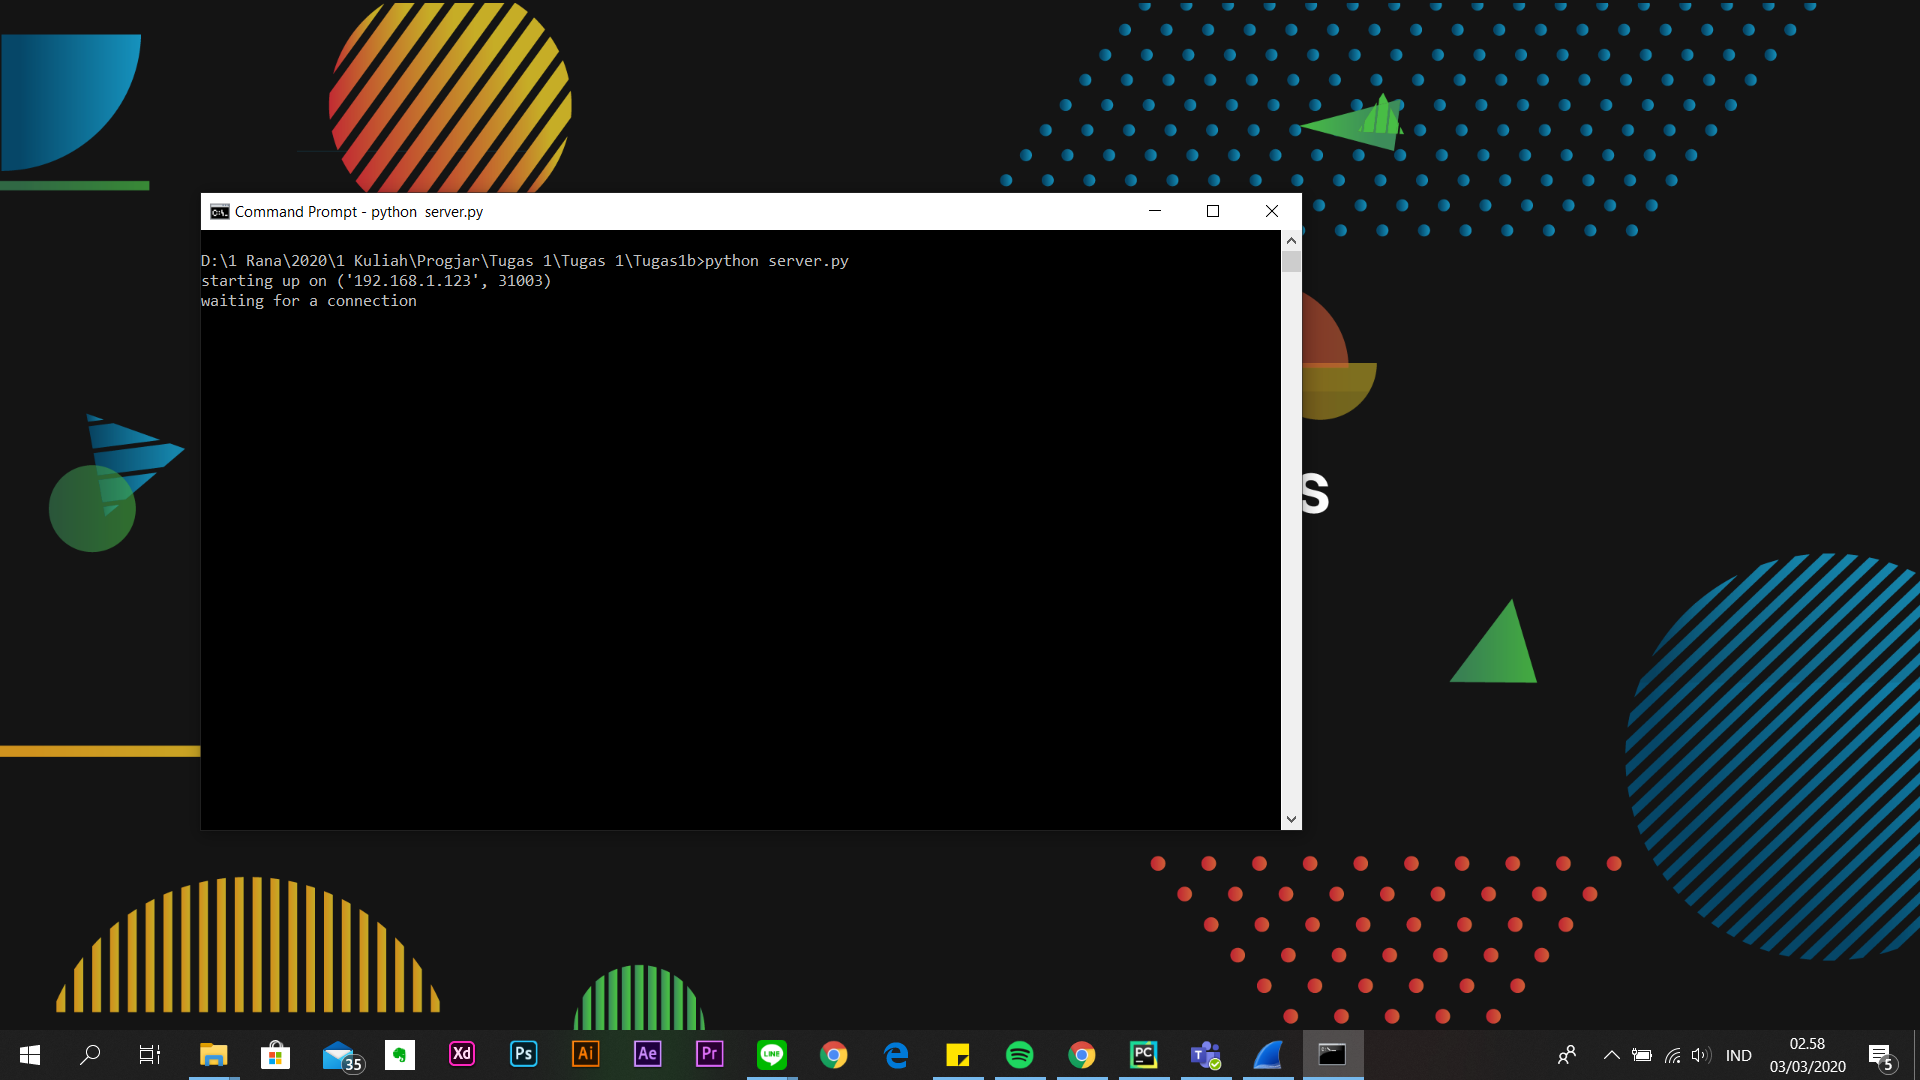 Command Prompt - python  server.py
D:\1 Rana\2020\1 Kuliah\Progjar\Tugas 1\Tugas 1\Tugas1b>python server.py
starting up on ('192.168.1.123', 31003)
waiting for a connection
s
35
Xd
Ps
Ai
Ae
Pr
LINE
PC
IND
02.58
03/03/2020
5